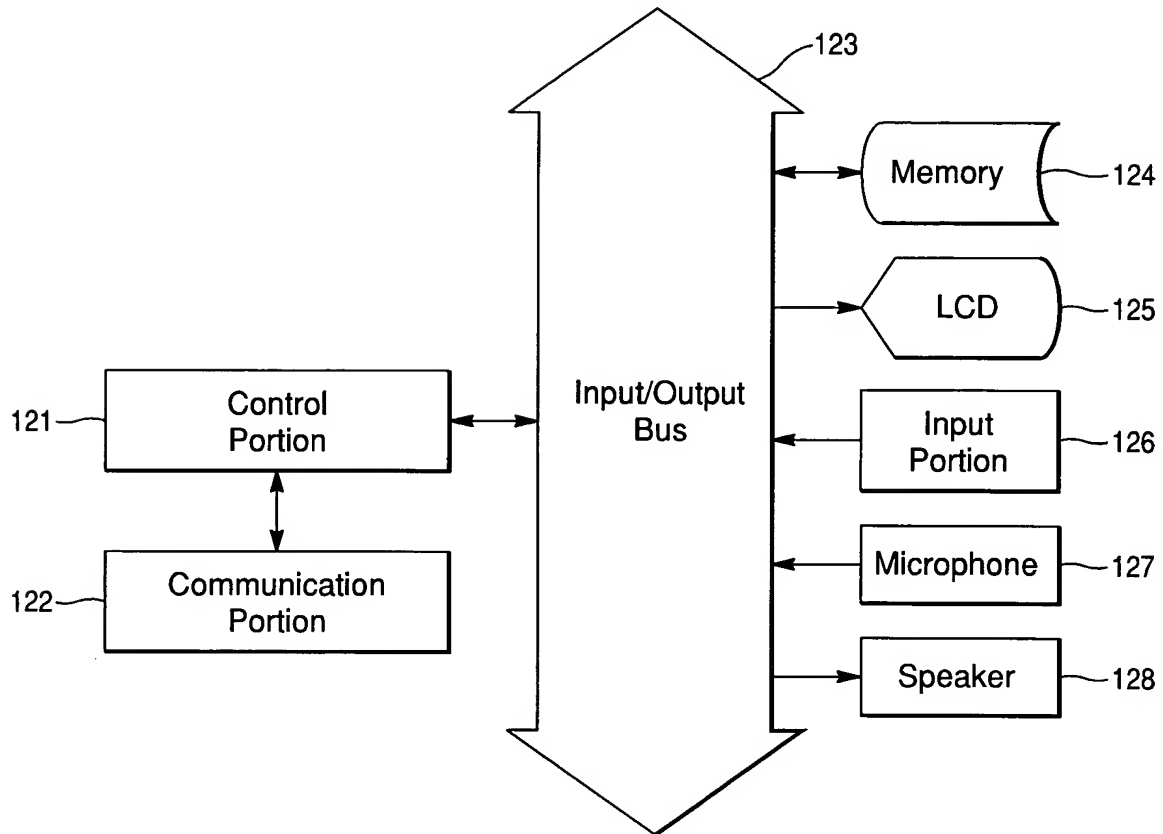 123
Memory
124
LCD
125
121
Control
Portion
Input/Output
Bus
Input
Portion
126
122
Communication
Portion
Microphone
127
Speaker
128